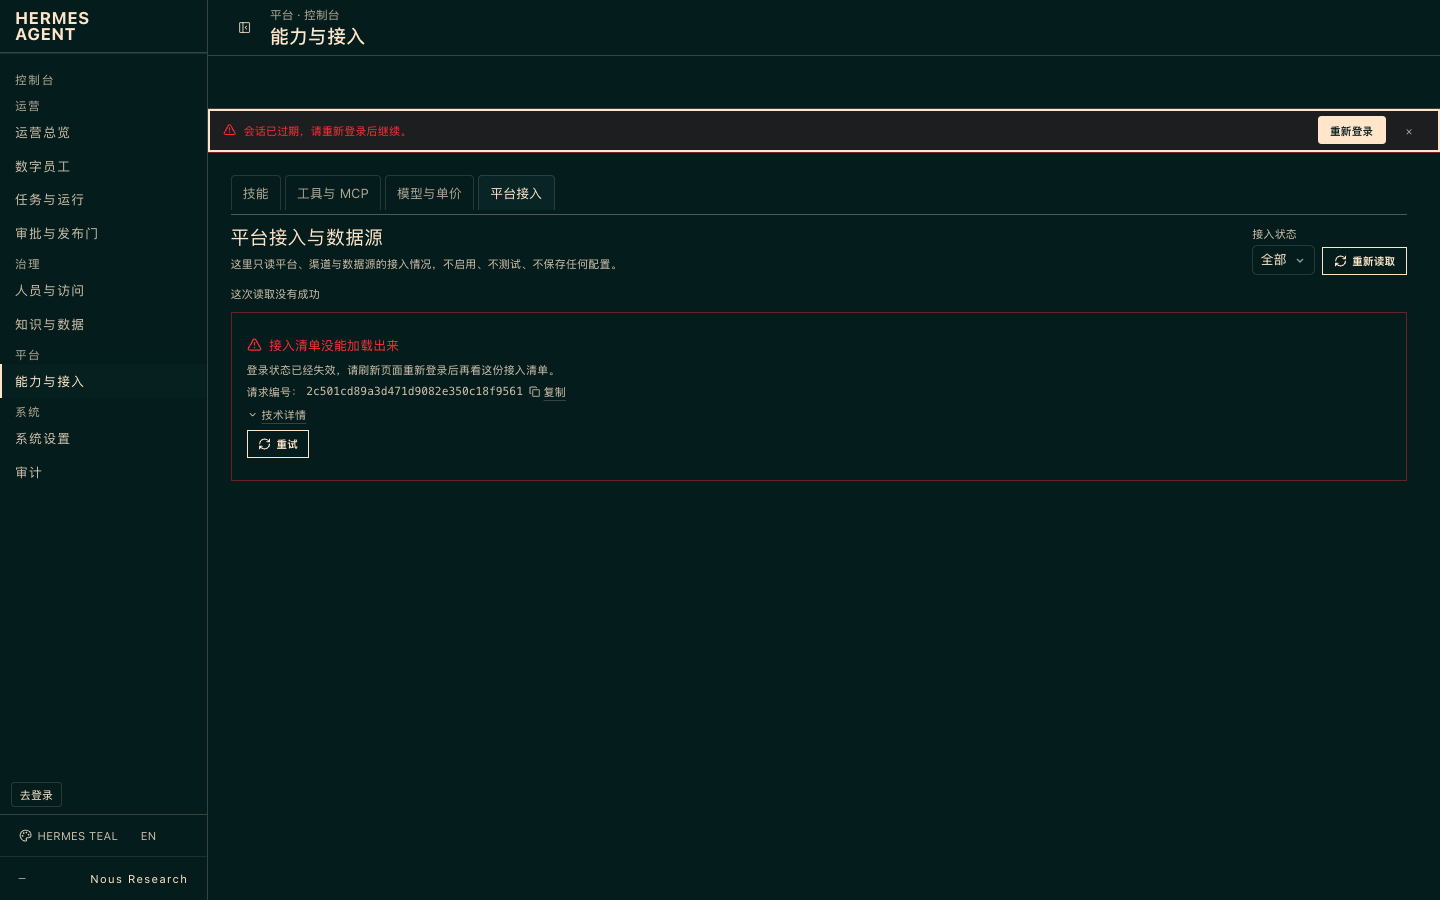 HERMES
AGENT
控制台
运营
运营总览
数字员工
任务与运行
审批与发布门
治理
人员与访问
知识与数据
平台
能力与接入
系统
系统设置
审计
去登录
HERMES TEAL EN
— Nous Research
平台 · 控制台
能力与接入
会话已过期，请重新登录后继续。
重新登录 ×
技能 工具与 MCP 模型与单价 平台接入
平台接入与数据源
这里只读平台、渠道与数据源的接入情况，不启用、不测试、不保存任何配置。
接入状态
全部 重新读取
这次读取没有成功
接入清单没能加载出来
登录状态已经失效，请刷新页面重新登录后再看这份接入清单。
请求编号： 2c501cd89a3d471d9082e350c18f9561 复制
技术详情
重试